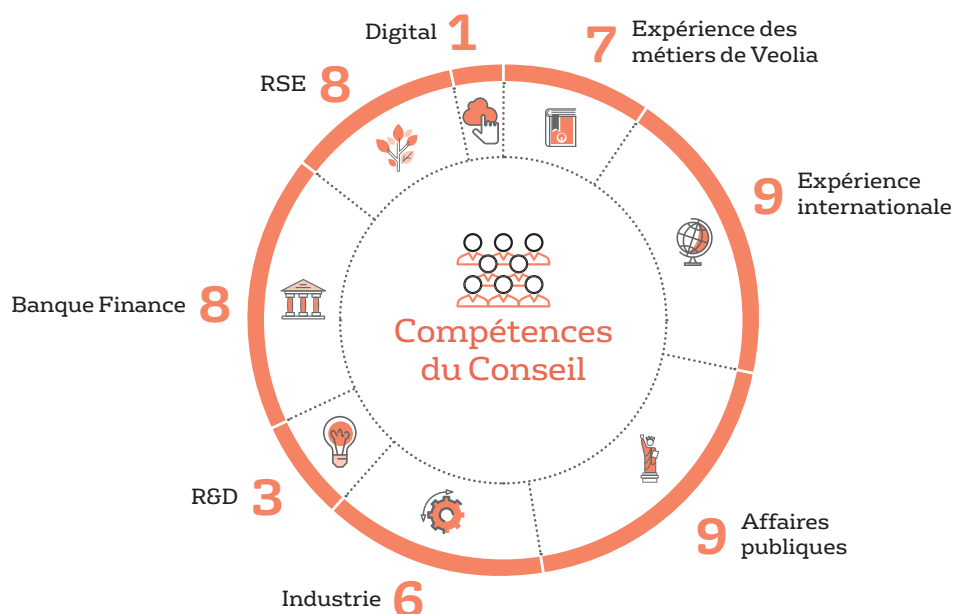 Digital 1
7 Expérience des
métiers de Veolia
RSE 8
9 Expérience
internationale
Banque Finance 8
Compétences
du Conseil
R&D 3
9 Affaires
publiques
Industrie 6